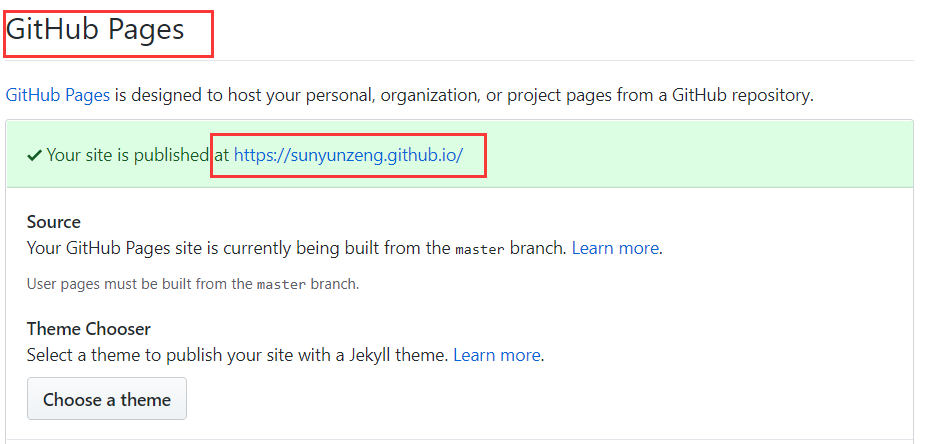 GitHub Pages
GitHub Pages is designed to host your personal, organization, or project pages from a GitHub repository.
Your site is published at https://sunyunzeng.github.io/
Source
Your GitHub Pages site is currently being built from the master branch. Learn more.
User pages must be built from the master branch.
Theme Chooser
Select a theme to publish your site with a Jekyll theme. Learn more.
Choose a theme